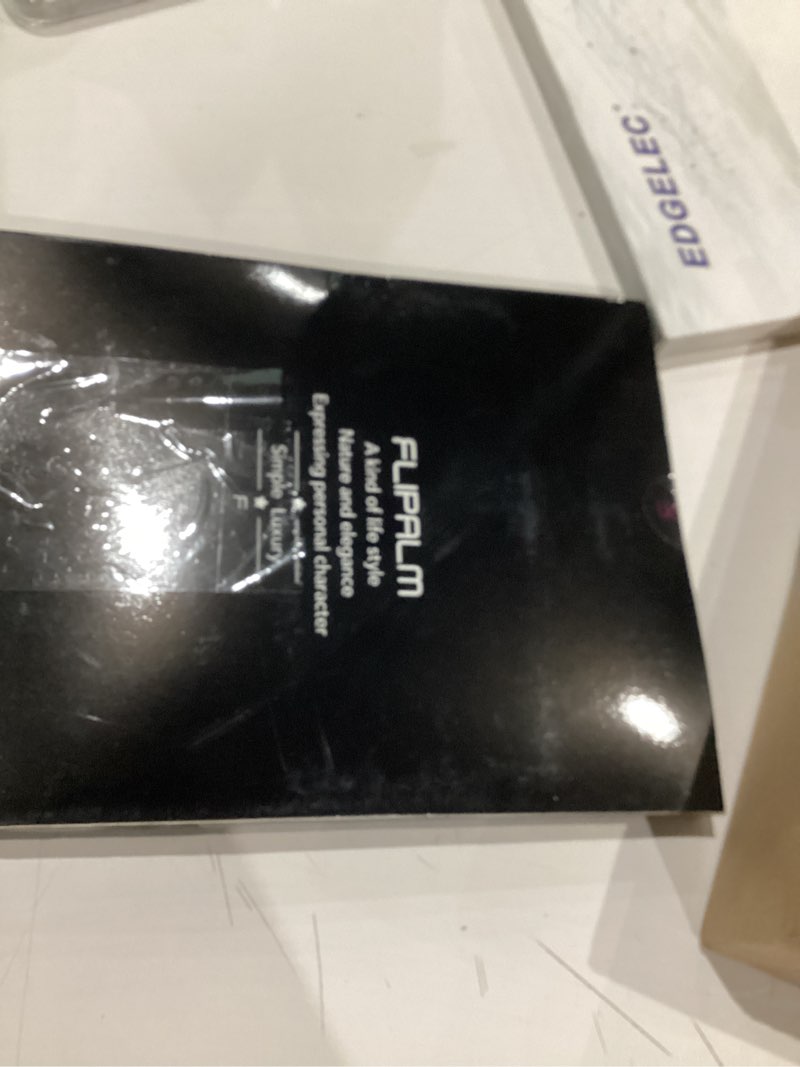 EDGELEC
FLIPALM
A kind of life style
Nature and elegance
Expressing personal character
Simple Luxury
F